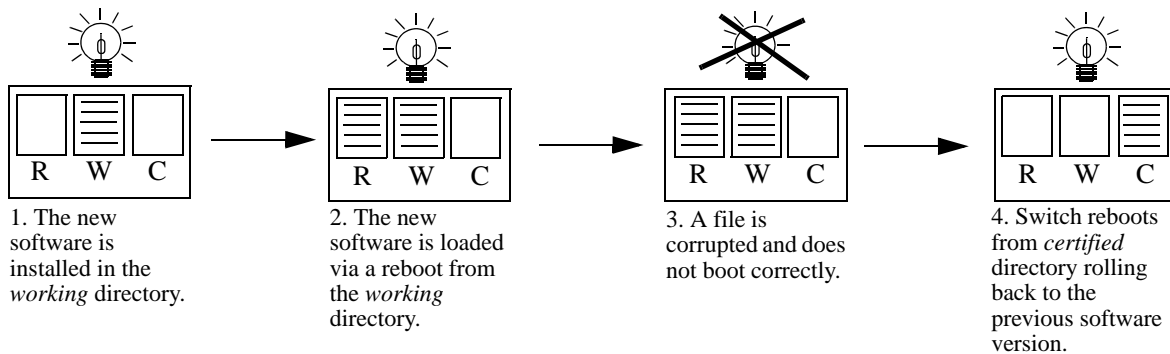 R W C
1. The new
software is
installed in the
working directory.
R W C
2. The new
software is loaded
via a reboot from
the working
directory.
R W C
3. A file is
corrupted and does
not boot correctly.
R W C
4. Switch reboots
from certified
directory rolling
back to the
previous software
version.